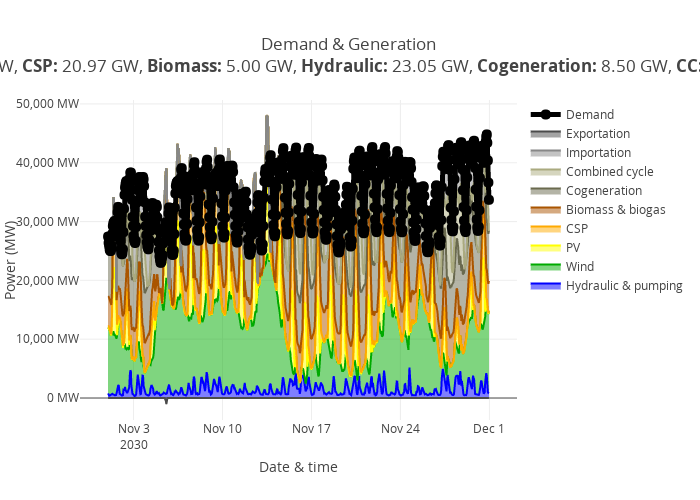 Demand & Generation
W, CSP: 20.97 GW, Biomass: 5.00 GW, Hydraulic: 23.05 GW, Cogeneration: 8.50 GW, CC:
50,000 MW
40,000 MW
30,000 MW
20,000 MW
10,000 MW
0 MW
Power (MW)
Nov 3
2030
Nov 10
Nov 17
Nov 24
Dec 1
Date & time
Demand
Exportation
Importation
Combined cycle
Cogeneration
Biomass & biogas
CSP
PV
Wind
Hydraulic & pumping